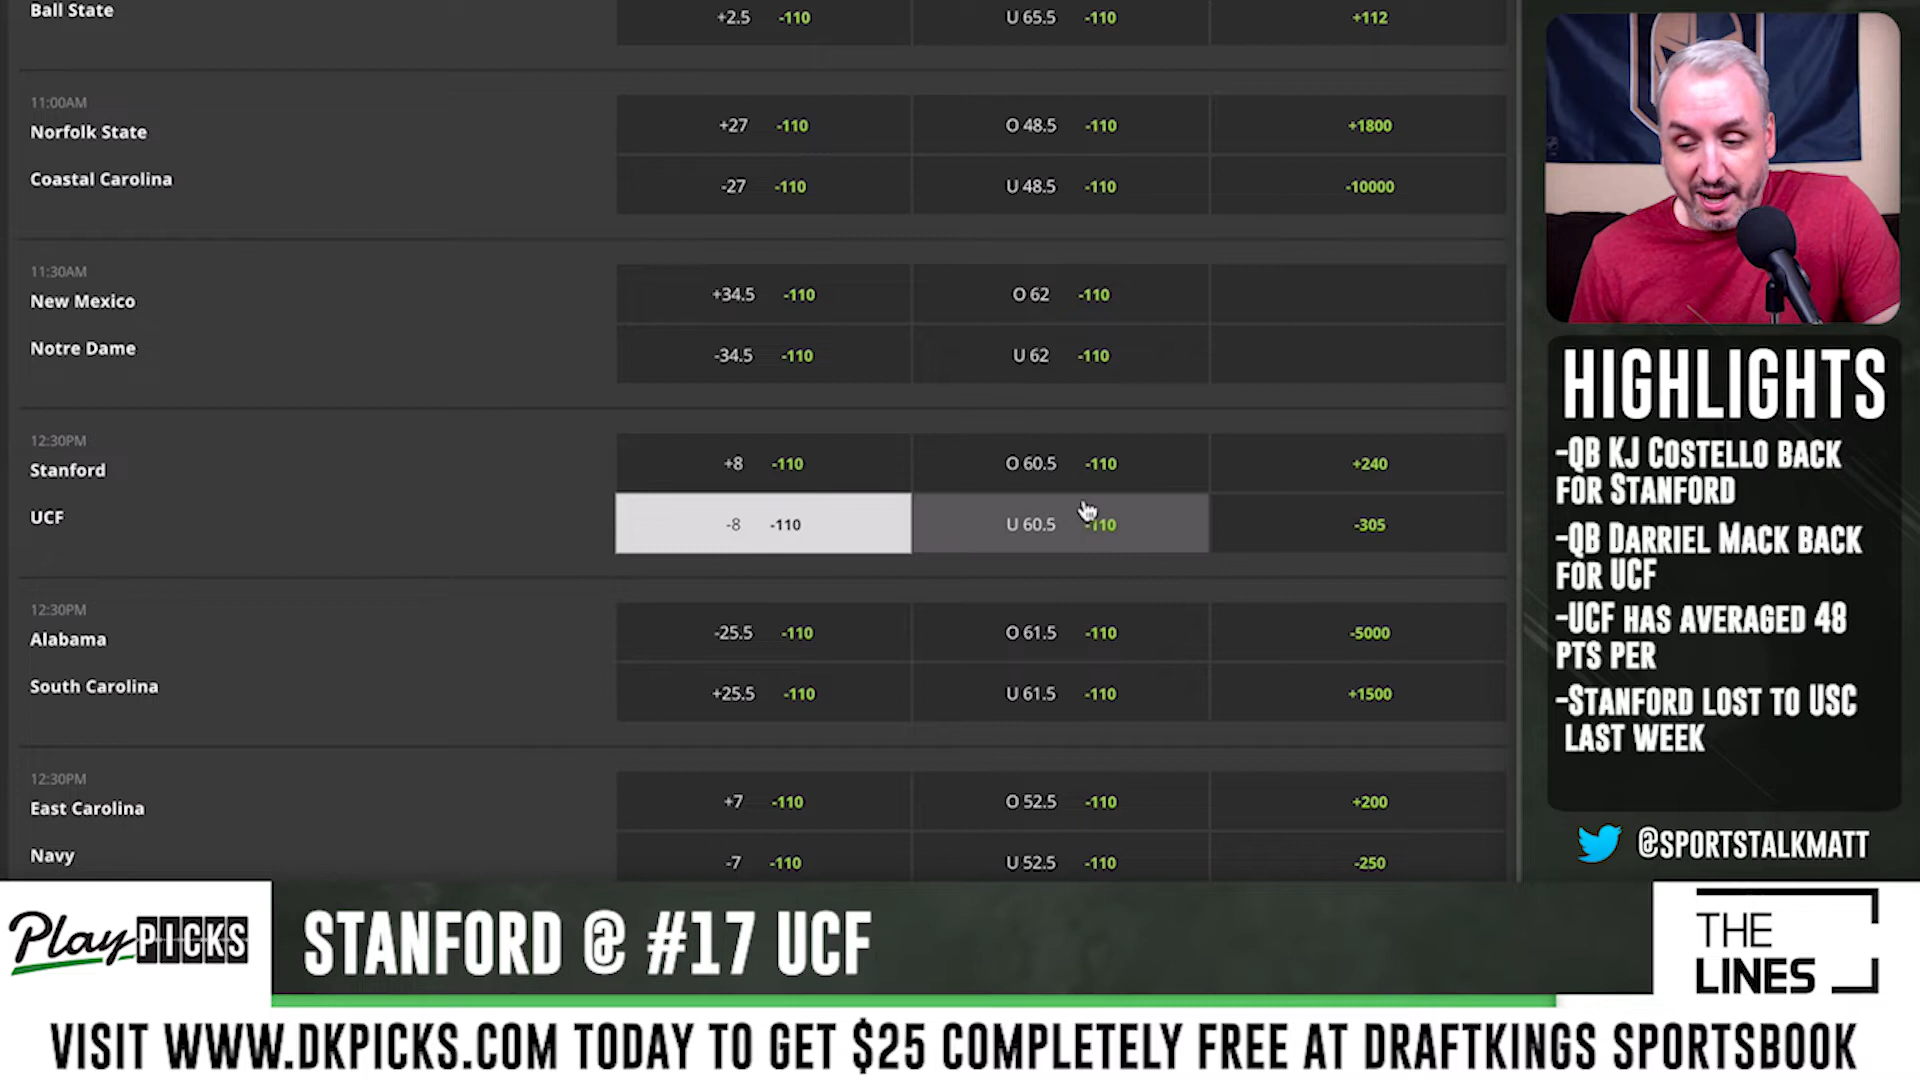 Ball State
+2.5 -110 U 65.5 -110 +112
11:00AM
Norfolk State
+27 -110 O 48.5 -110 +1800
Coastal Carolina
-27 -110 U 48.5 -110 -10000
11:30AM
New Mexico
+34.5 -110 O 62 -110
Notre Dame
-34.5 -110 U 62 -110
12:30PM
Stanford
+8 -110 O 60.5 -110 +240
UCF
-8 -110 U 60.5 -110 -305
12:30PM
Alabama
-25.5 -110 O 61.5 -110 -5000
South Carolina
+25.5 -110 U 61.5 -110 +1500
12:30PM
East Carolina
+7 -110 O 52.5 -110 +200
Navy
-7 -110 U 52.5 -110 -250
HIGHLIGHTS
-QB KJ COSTELLO BACK
FOR STANFORD
-QB DARRIEL MACK BACK
FOR UCF
-UCF HAS AVERAGED 48
PTS PER
-STANFORD LOST TO USC
LAST WEEK
@SPORTSTALKMATT
Play PICKS
STANFORD @ #17 UCF
THE
LINES
VISIT WWW.DKPICKS.COM TODAY TO GET $25 COMPLETELY FREE AT DRAFTKINGS SPORTSBOOK